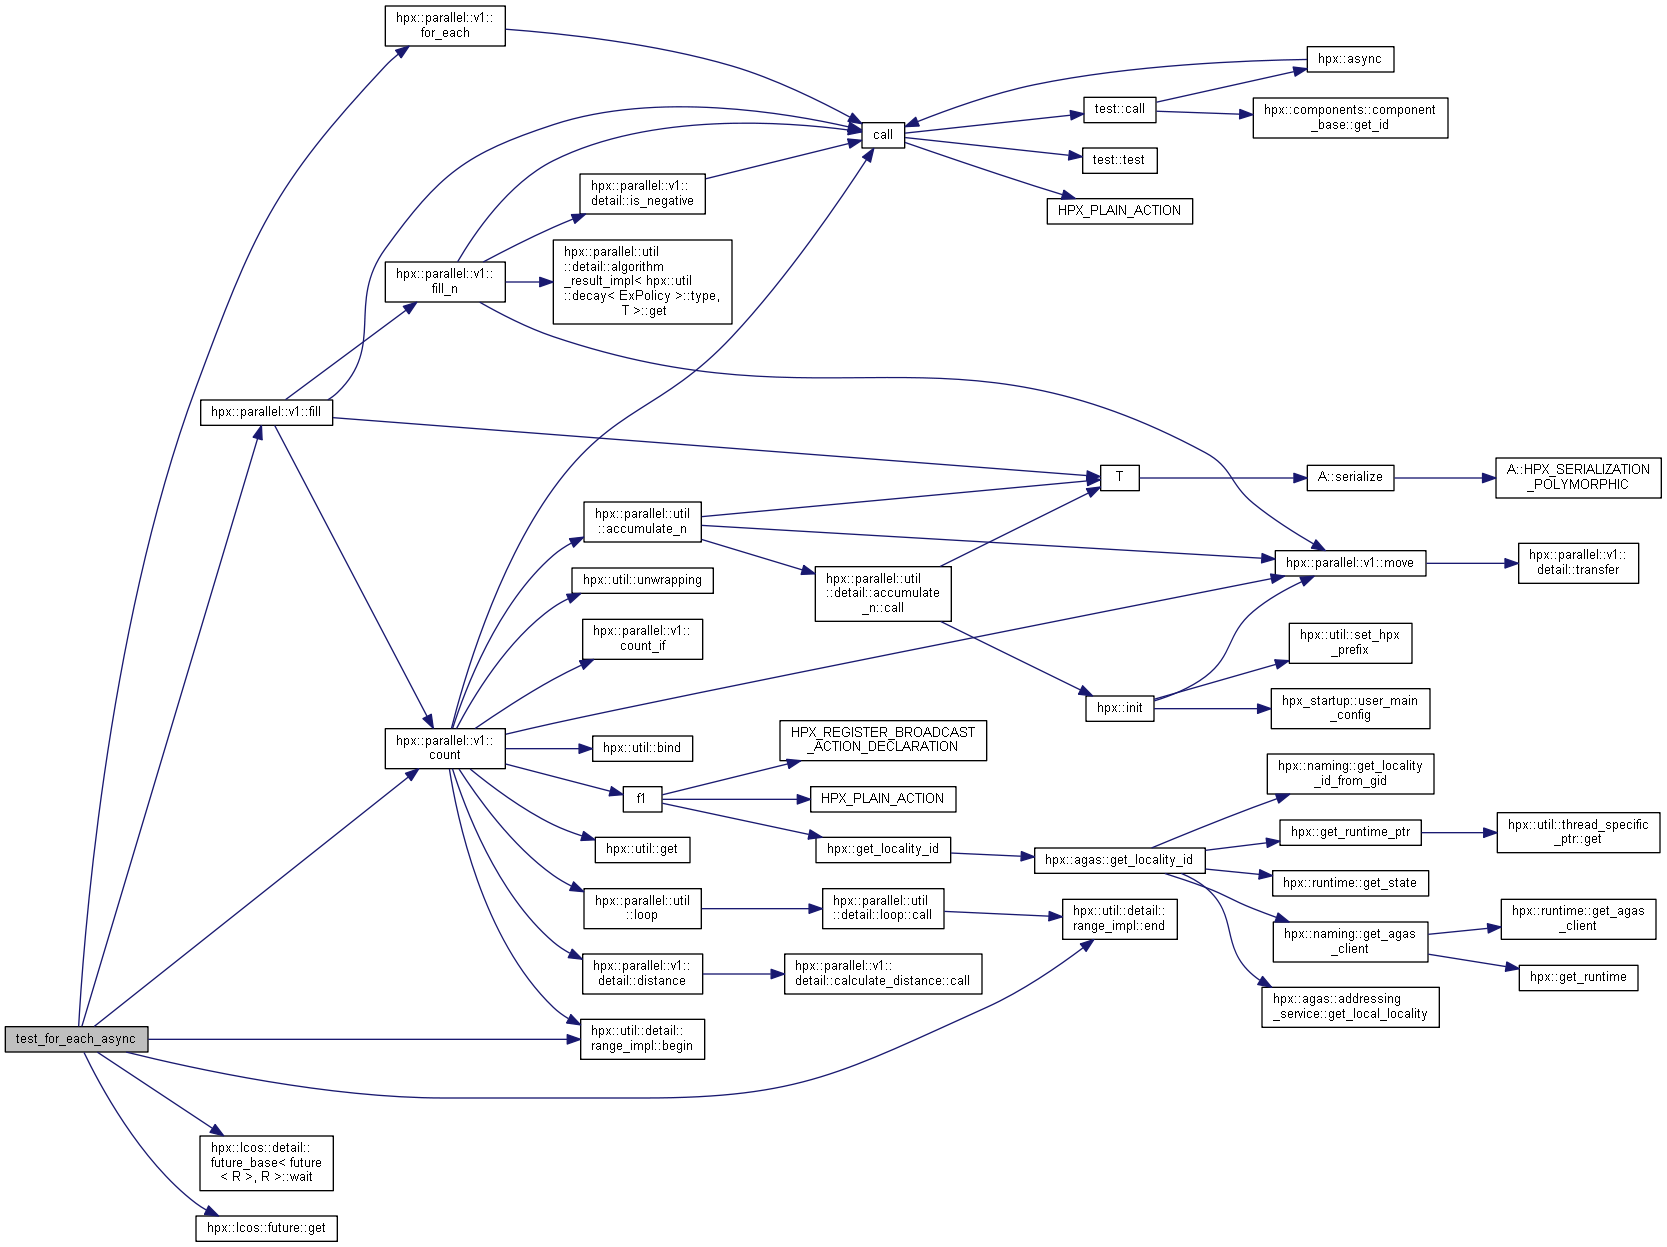 hpx::parallel::v1::
for_each
hpx::async
test::call
hpx::components::component
_base::get_id
call
test::test
hpx::parallel::v1::
detail::is_negative
HPX_PLAIN_ACTION
hpx::parallel::v1::
fill_n
hpx::parallel::util
::detail::algorithm
_result_impl< hpx::util
::decay< ExPolicy >::type,
T >::get
hpx::parallel::v1::fill
T
A::serialize
A::HPX_SERIALIZATION
_POLYMORPHIC
hpx::parallel::util
::accumulate_n
hpx::parallel::v1::move
hpx::parallel::v1::
detail::transfer
hpx::util::unwrapping
hpx::parallel::util
::detail::accumulate
_n::call
hpx::parallel::v1::
count_if
hpx::util::set_hpx
_prefix
hpx::init
hpx_startup::user_main
_config
hpx::parallel::v1::
count
hpx::util::bind
HPX_REGISTER_BROADCAST
_ACTION_DECLARATION
f1
HPX_PLAIN_ACTION
hpx::naming::get_locality
_id_from_gid
hpx::util::get
hpx::get_locality_id
hpx::agas::get_locality_id
hpx::get_runtime_ptr
hpx::util::thread_specific
_ptr::get
hpx::runtime::get_state
hpx::parallel::util
::loop
hpx::parallel::util
::detail::loop::call
hpx::util::detail::
range_impl::end
hpx::naming::get_agas
_client
hpx::runtime::get_agas
_client
hpx::get_runtime
hpx::parallel::v1::
detail::distance
hpx::parallel::v1::
detail::calculate_distance::call
hpx::agas::addressing
_service::get_local_locality
test_for_each_async
hpx::util::detail::
range_impl::begin
hpx::lcos::detail::
future_base< future
< R >, R >::wait
hpx::lcos::future::get